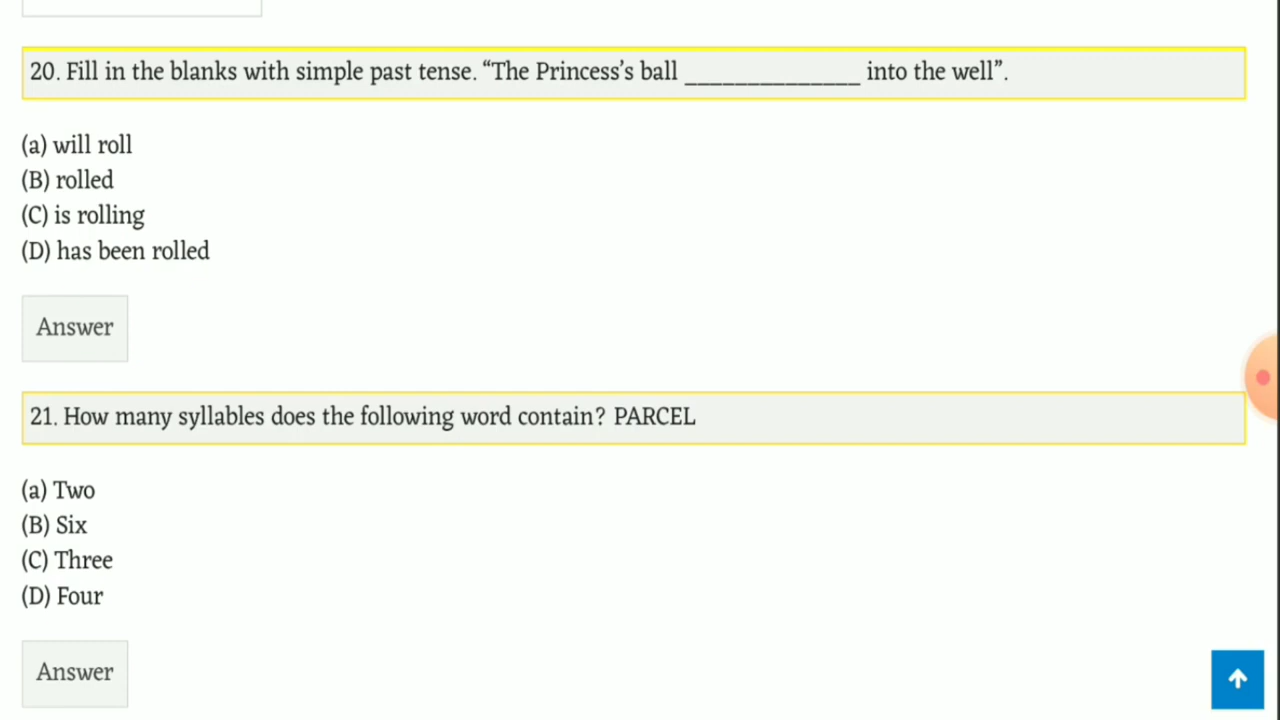 20. Fill in the blanks with simple past tense. “The Princess’s ball ______________ into the well”.
(a) will roll
(B) rolled
(C) is rolling
(D) has been rolled
Answer
21. How many syllables does the following word contain? PARCEL
(a) Two
(B) Six
(C) Three
(D) Four
Answer